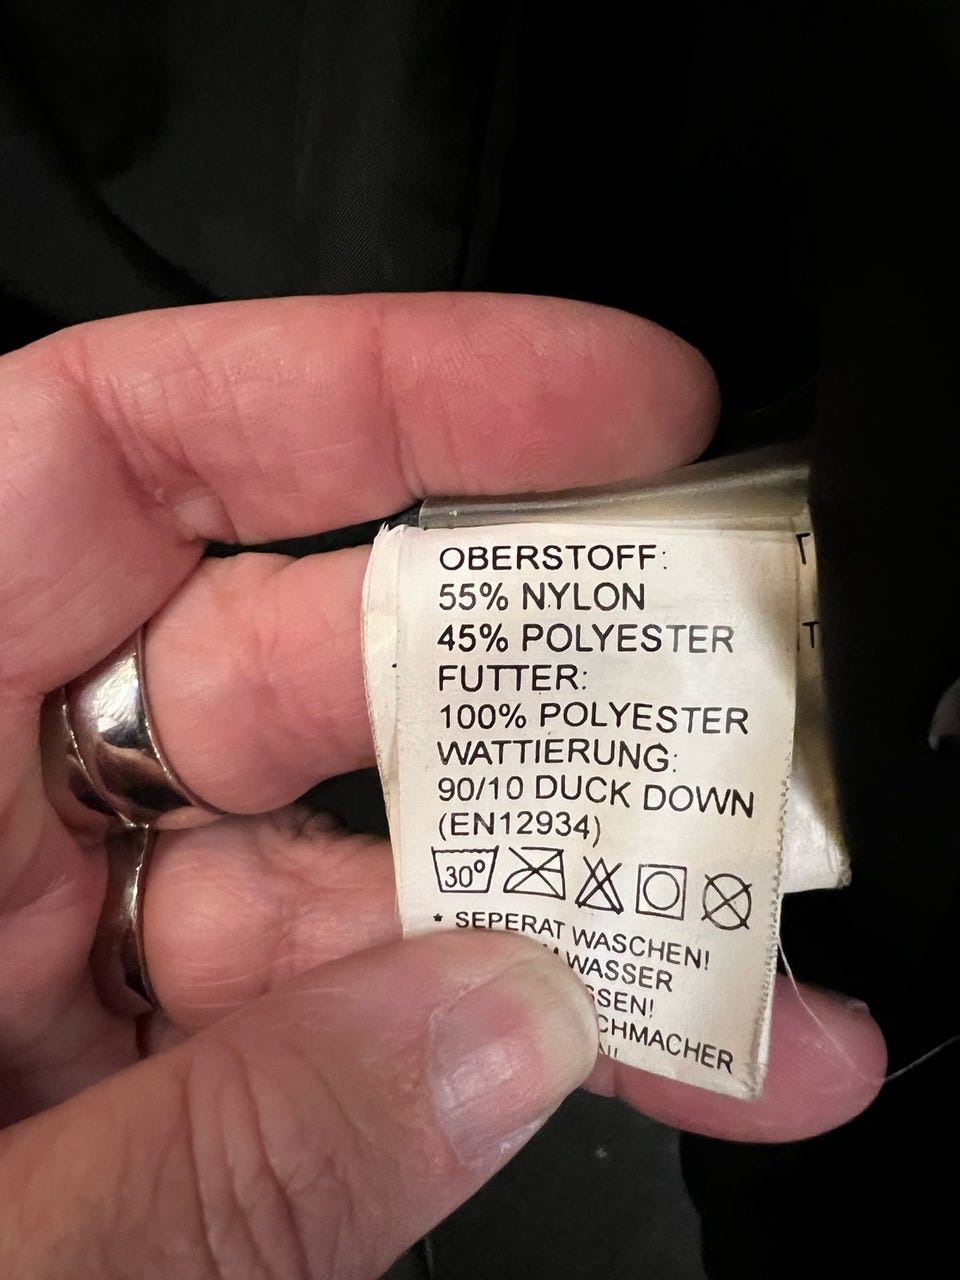 OBERSTOFF:
55% NYLON
45% POLYESTER
FUTTER:
100% POLYESTER
WATTIERUNG:
90/10 DUCK DOWN
(EN12934)
30°
* SEPERAT WASCHEN!
WASSER
SSEN!
CHMACHER
T
T